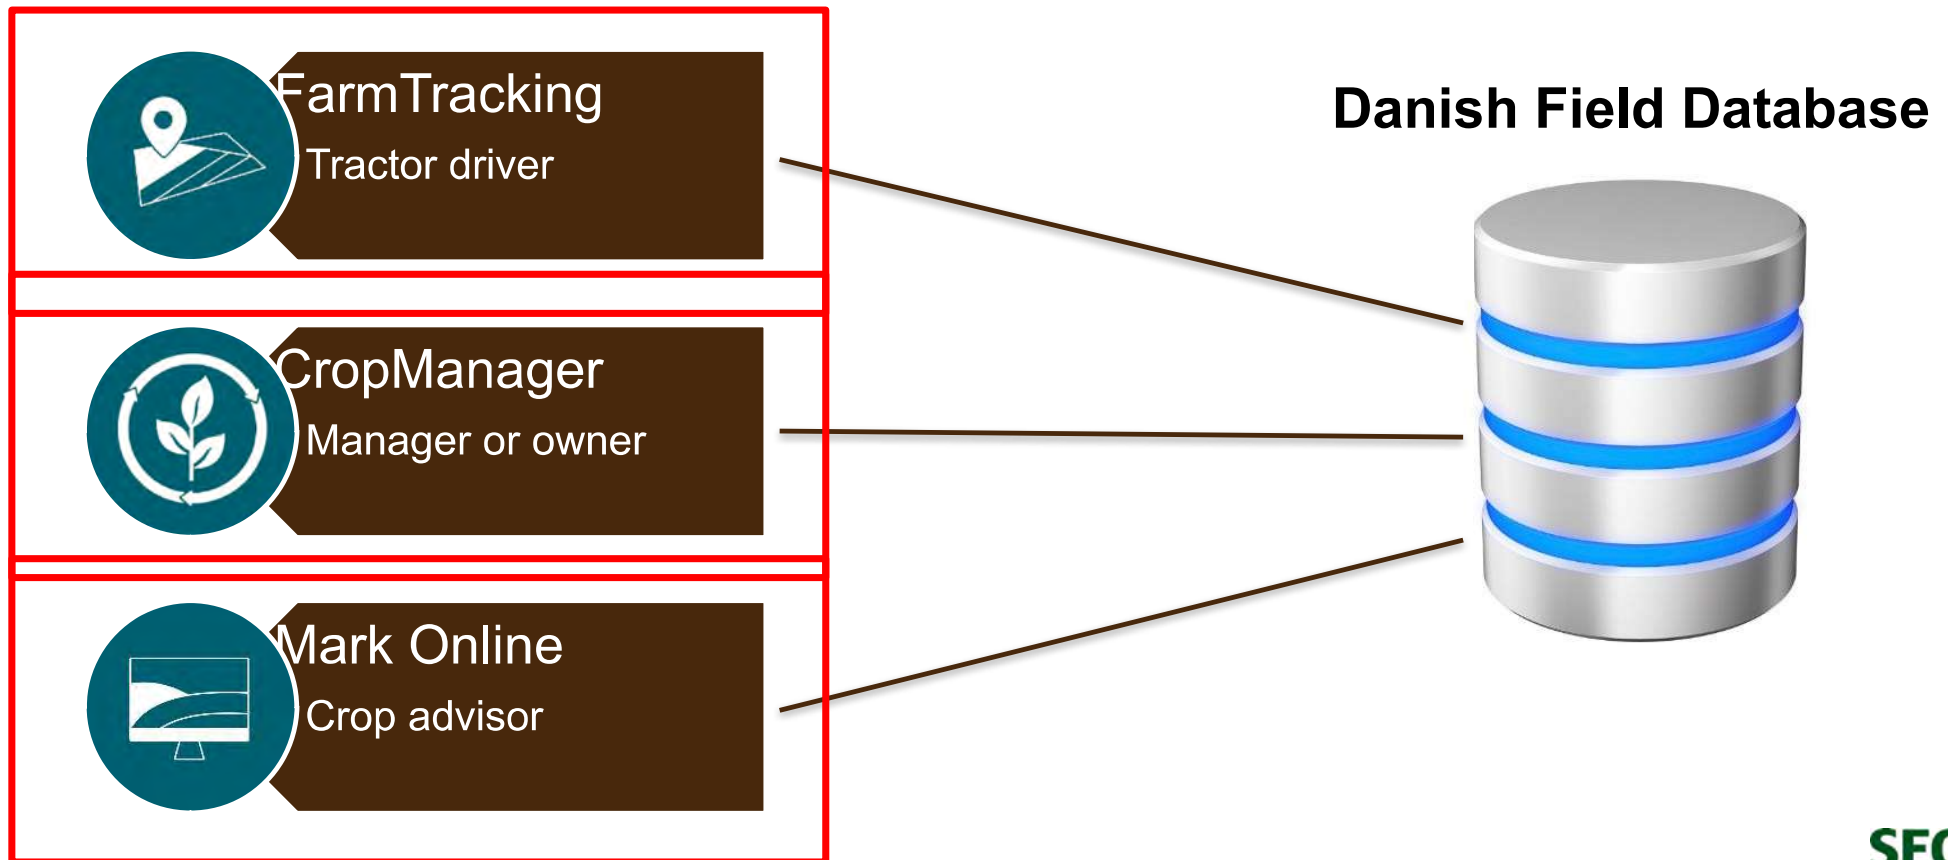 FarmTracking
Tractor driver
Danish Field Database
CropManager
Manager or owner
Mark Online
Crop advisor